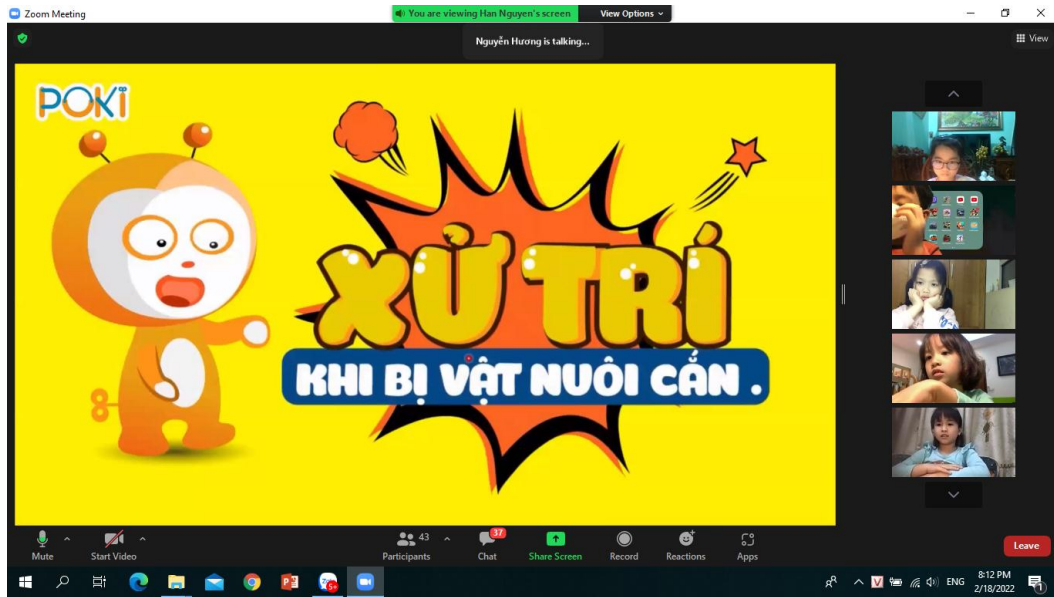 Zoom Meeting
You are viewing Han Nguyen's screen
View Options
Nguyễn Hương is talking...
View
POKI
XỬ TRÍ
KHI BỊ VẬT NUÔI CẮN .
Mute
Start Video
43
Participants
37
Chat
Share Screen
Record
Reactions
Apps
Leave
5+
V
ENG
8:12 PM
2/18/2022
1